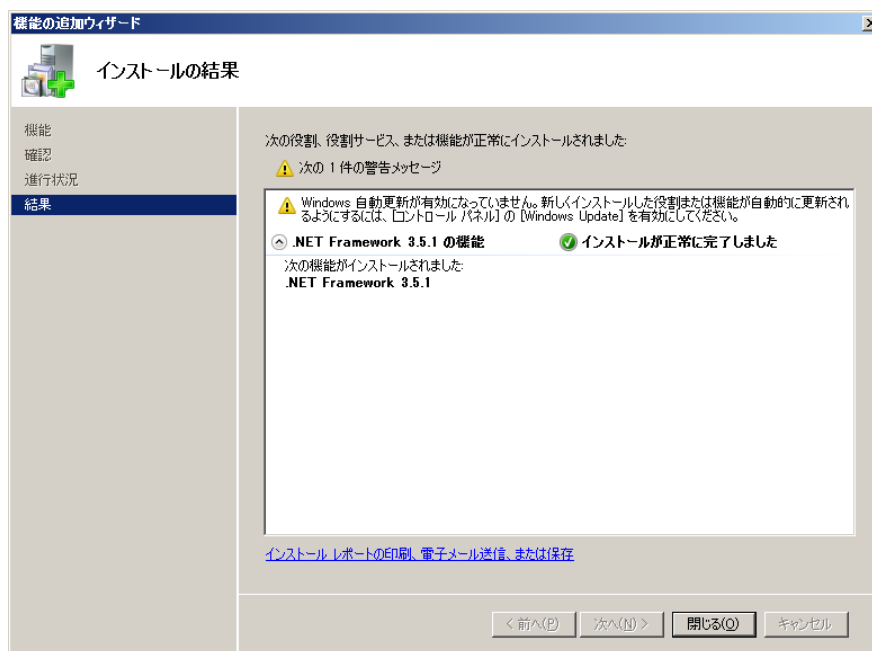 機能の追加ウィザード
インストールの結果
機能
確認
進行状況
結果
次の役割、役割サービス、または機能が正常にインストールされました:
次の 1 件の警告メッセージ
Windows 自動更新が有効になっていません。新しくインストールした役割または機能が自動的に更新され
るようにするには、[コントロール パネル] の [Windows Update] を有効にしてください。
.NET Framework 3.5.1 の機能
インストールが正常に完了しました
次の機能がインストールされました:
.NET Framework 3.5.1
インストール レポートの印刷、電子メール送信、または保存
< 前へ(P)
次へ(N) >
閉じる(O)
キャンセル